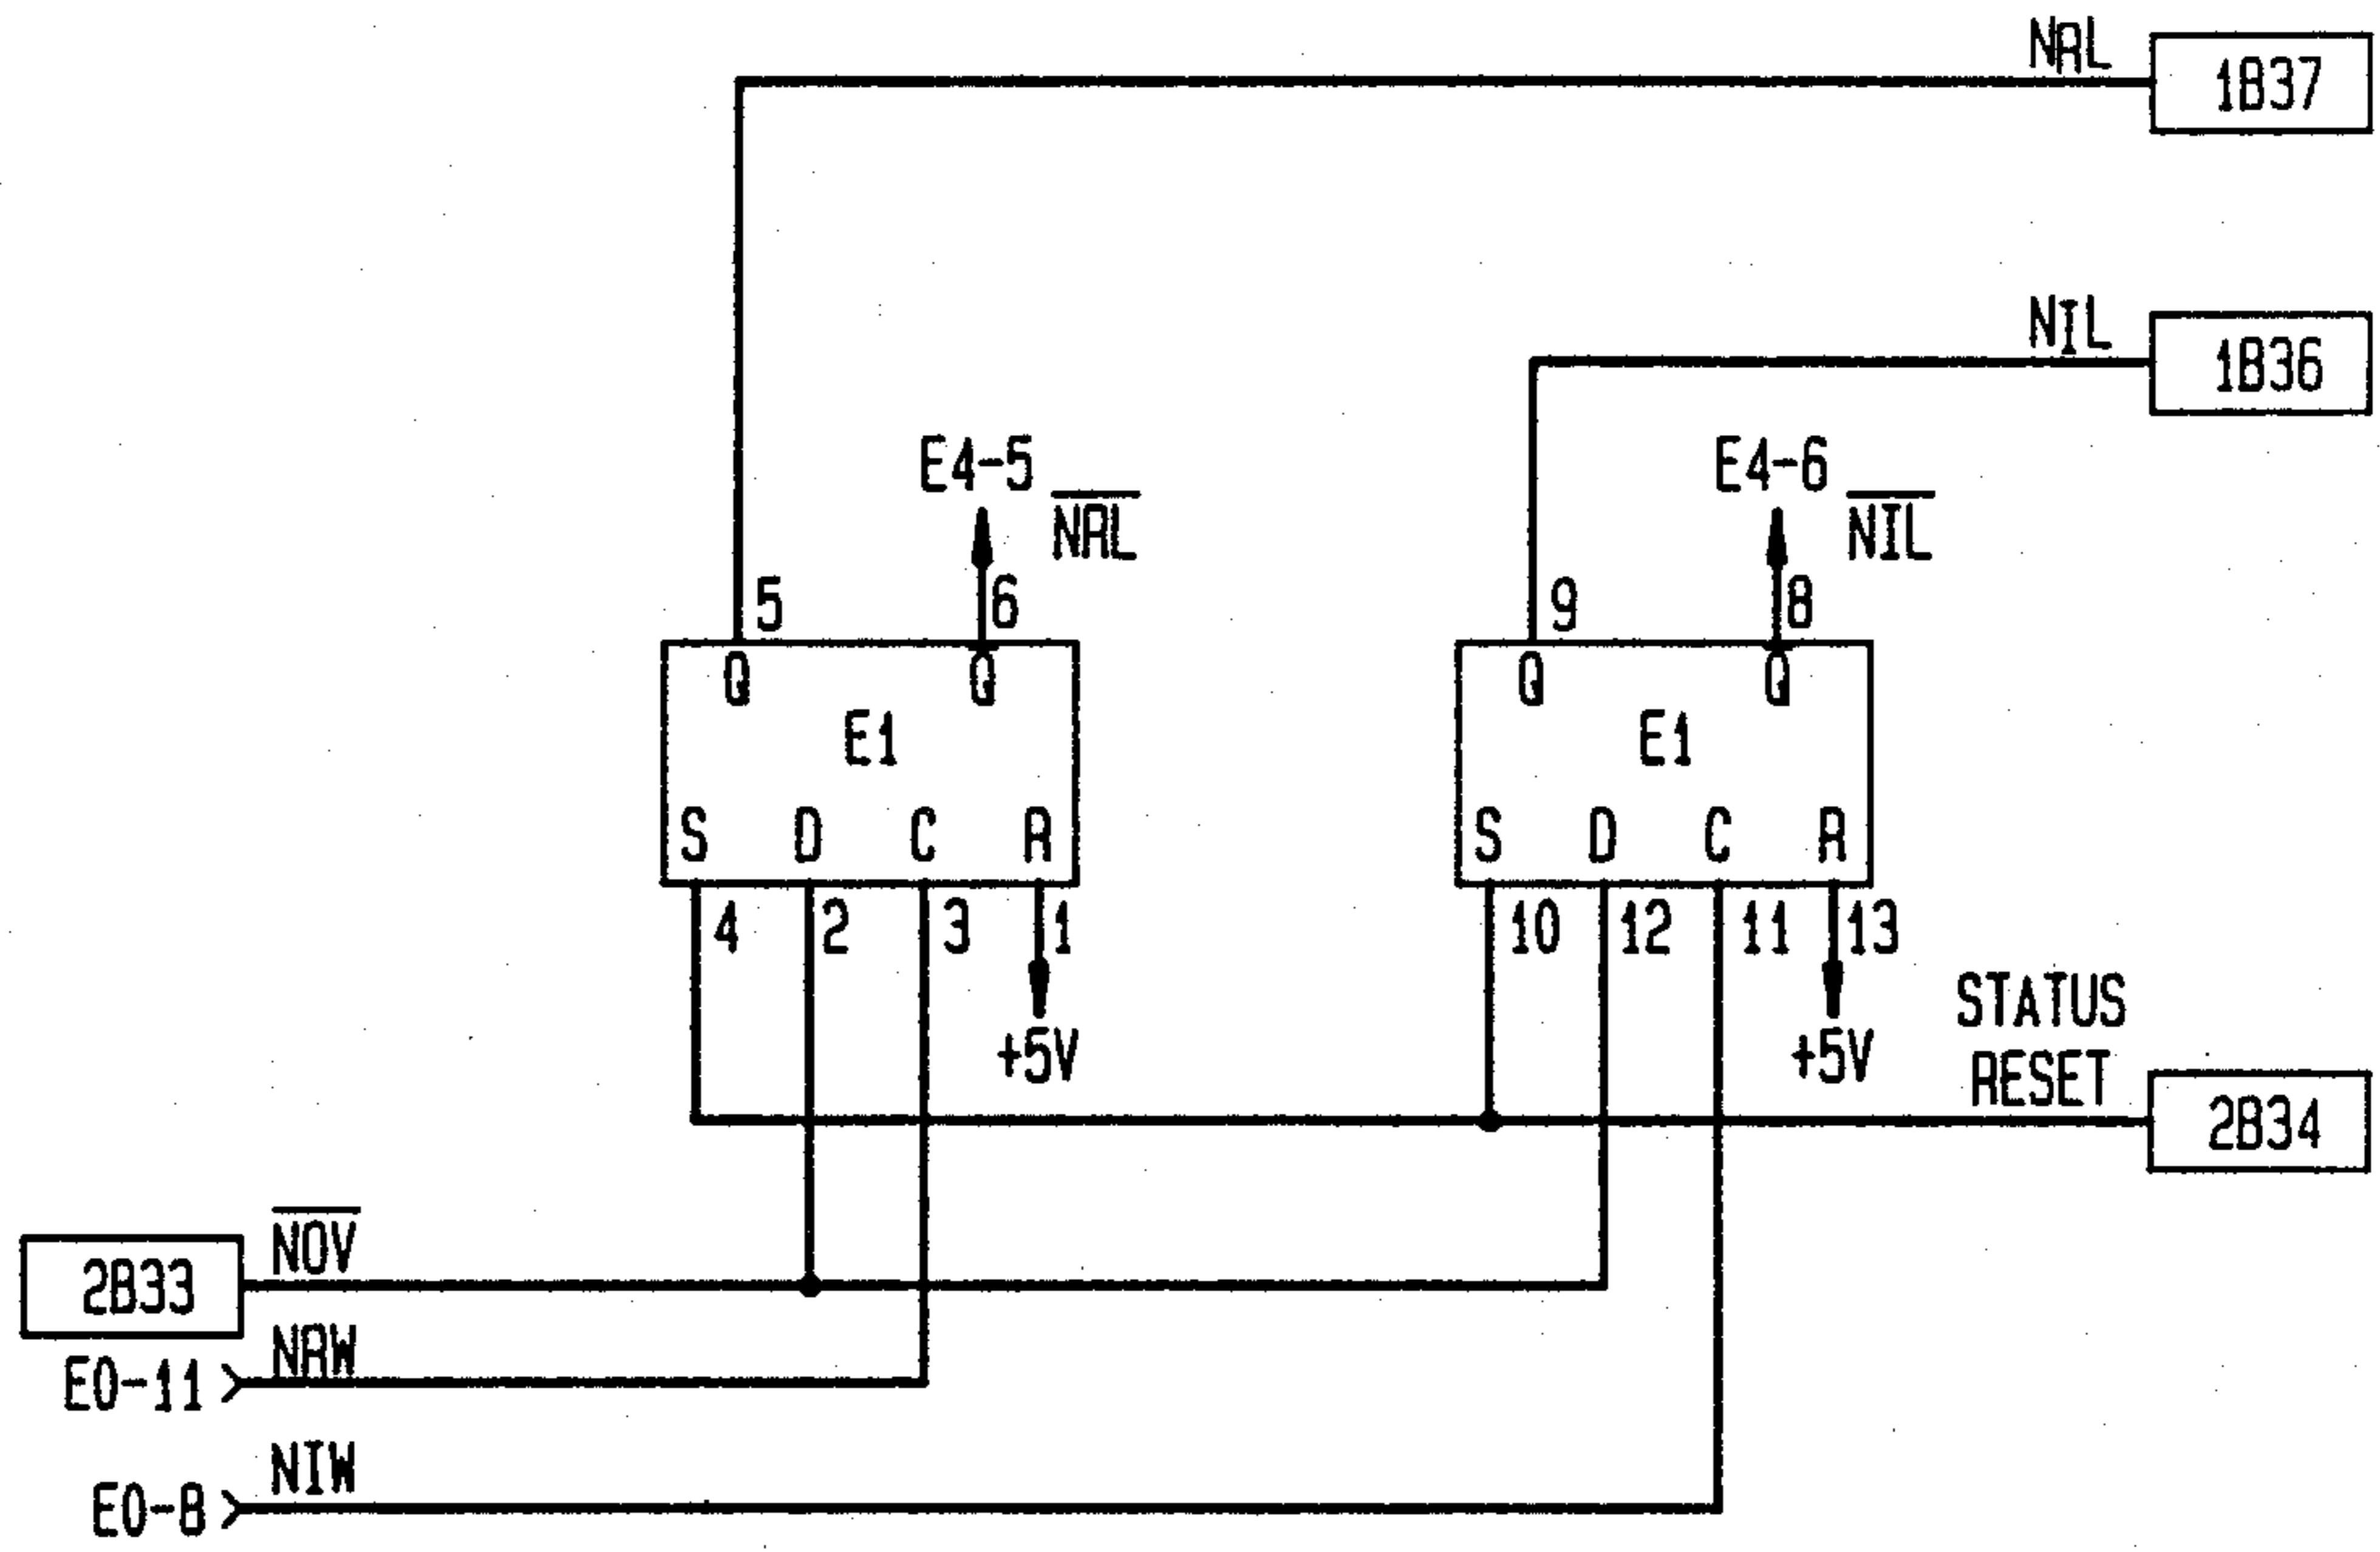 NRL
1B37
NIL
1B36
E4-5
NRL
E4-6
NIL
5
6
9
8
Q
Q
Q
Q
E1
E1
S D C R
S D C R
4 2 3 1
10 12 11 13
+5V
+5V
STATUS
RESET
2B34
NOV
2B33
NRW
E0-11
NIW
E0-8